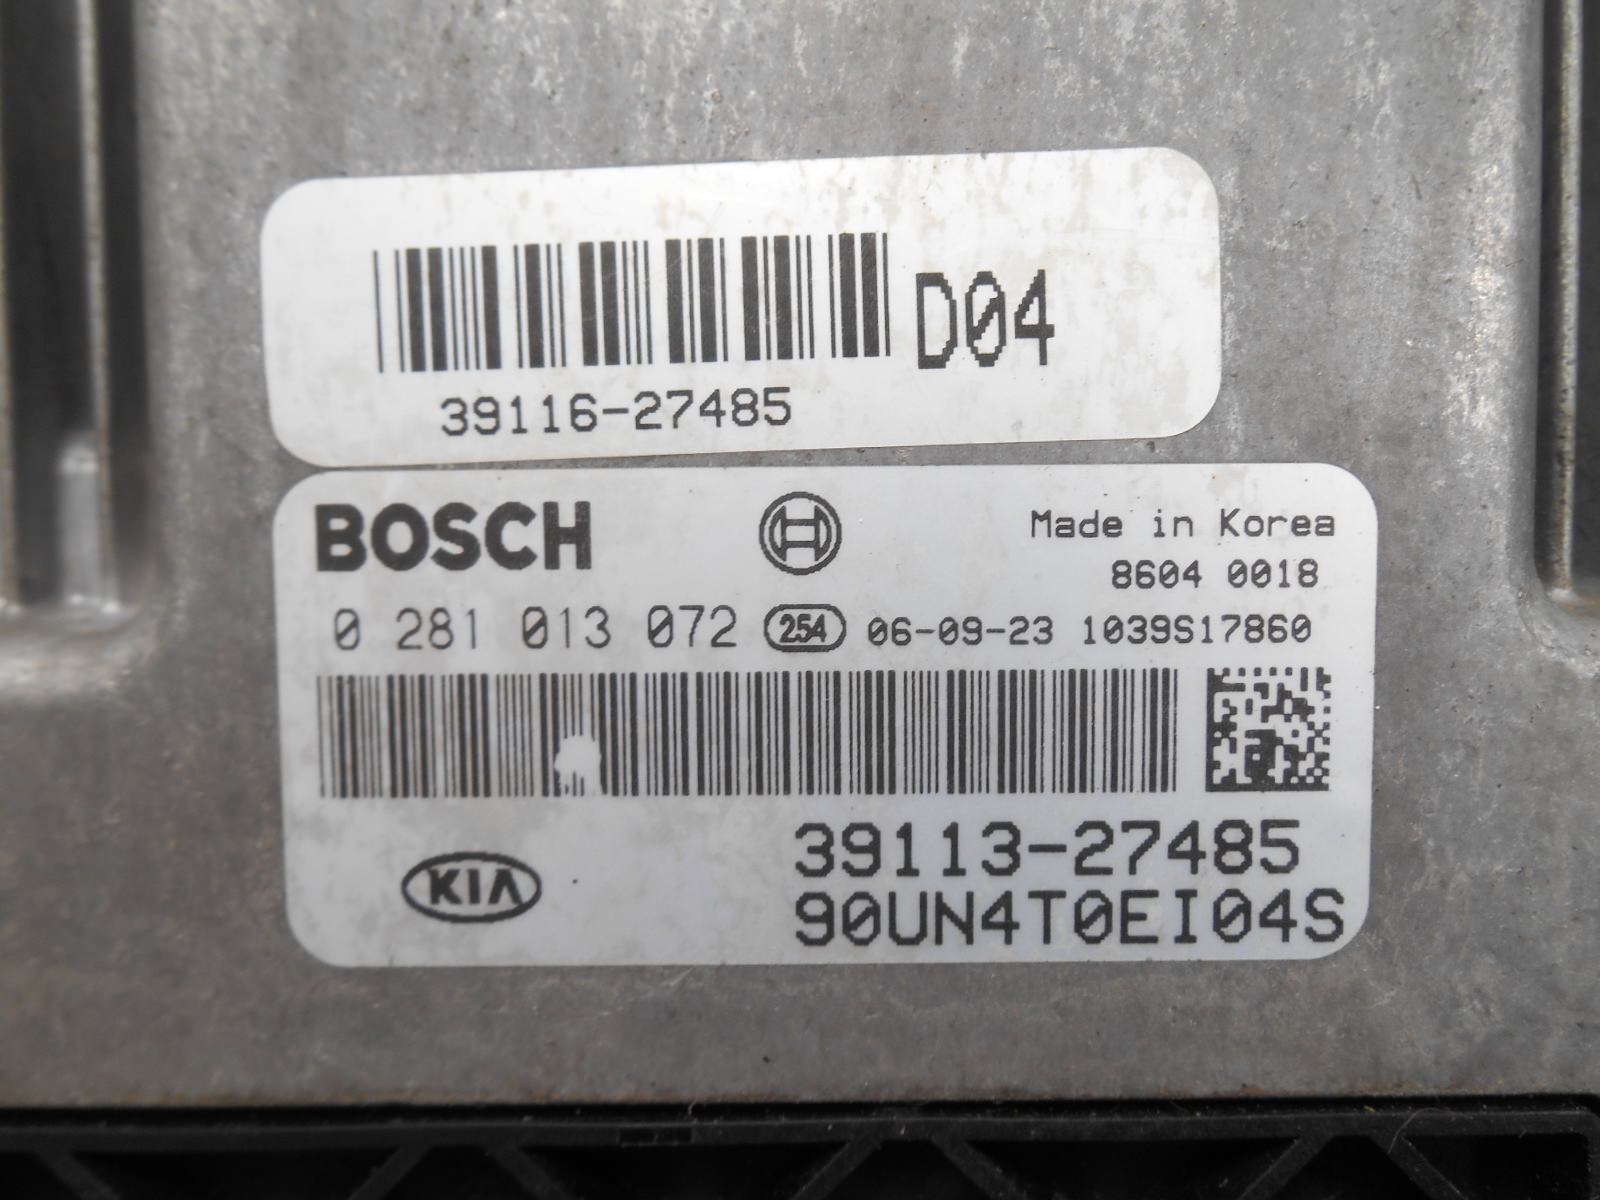 D04
39116-27485
BOSCH
Made in Korea
8604 0018
0 281 013 072 254 06-09-23 1039S17860
39113-27485
KIA
90UN4T0EI04S